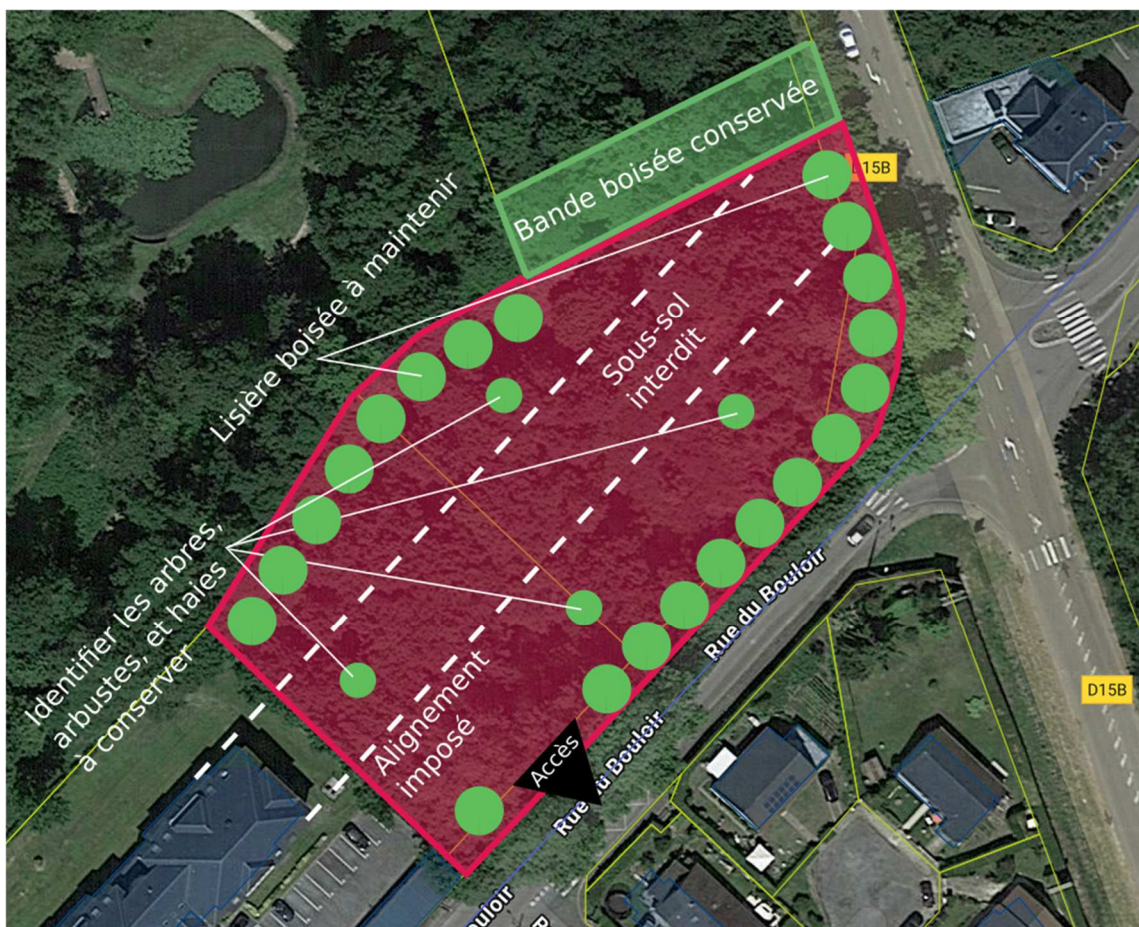 Bande boisée conservée
D15B
Lisière boisée à maintenir
Sous-sol
interdit
Identifier les arbres,
arbustes, et haies
à conserver
Rue du Bouloir
Alignement
imposé
Accès
Rue du Bouloir
D15B
ouloir